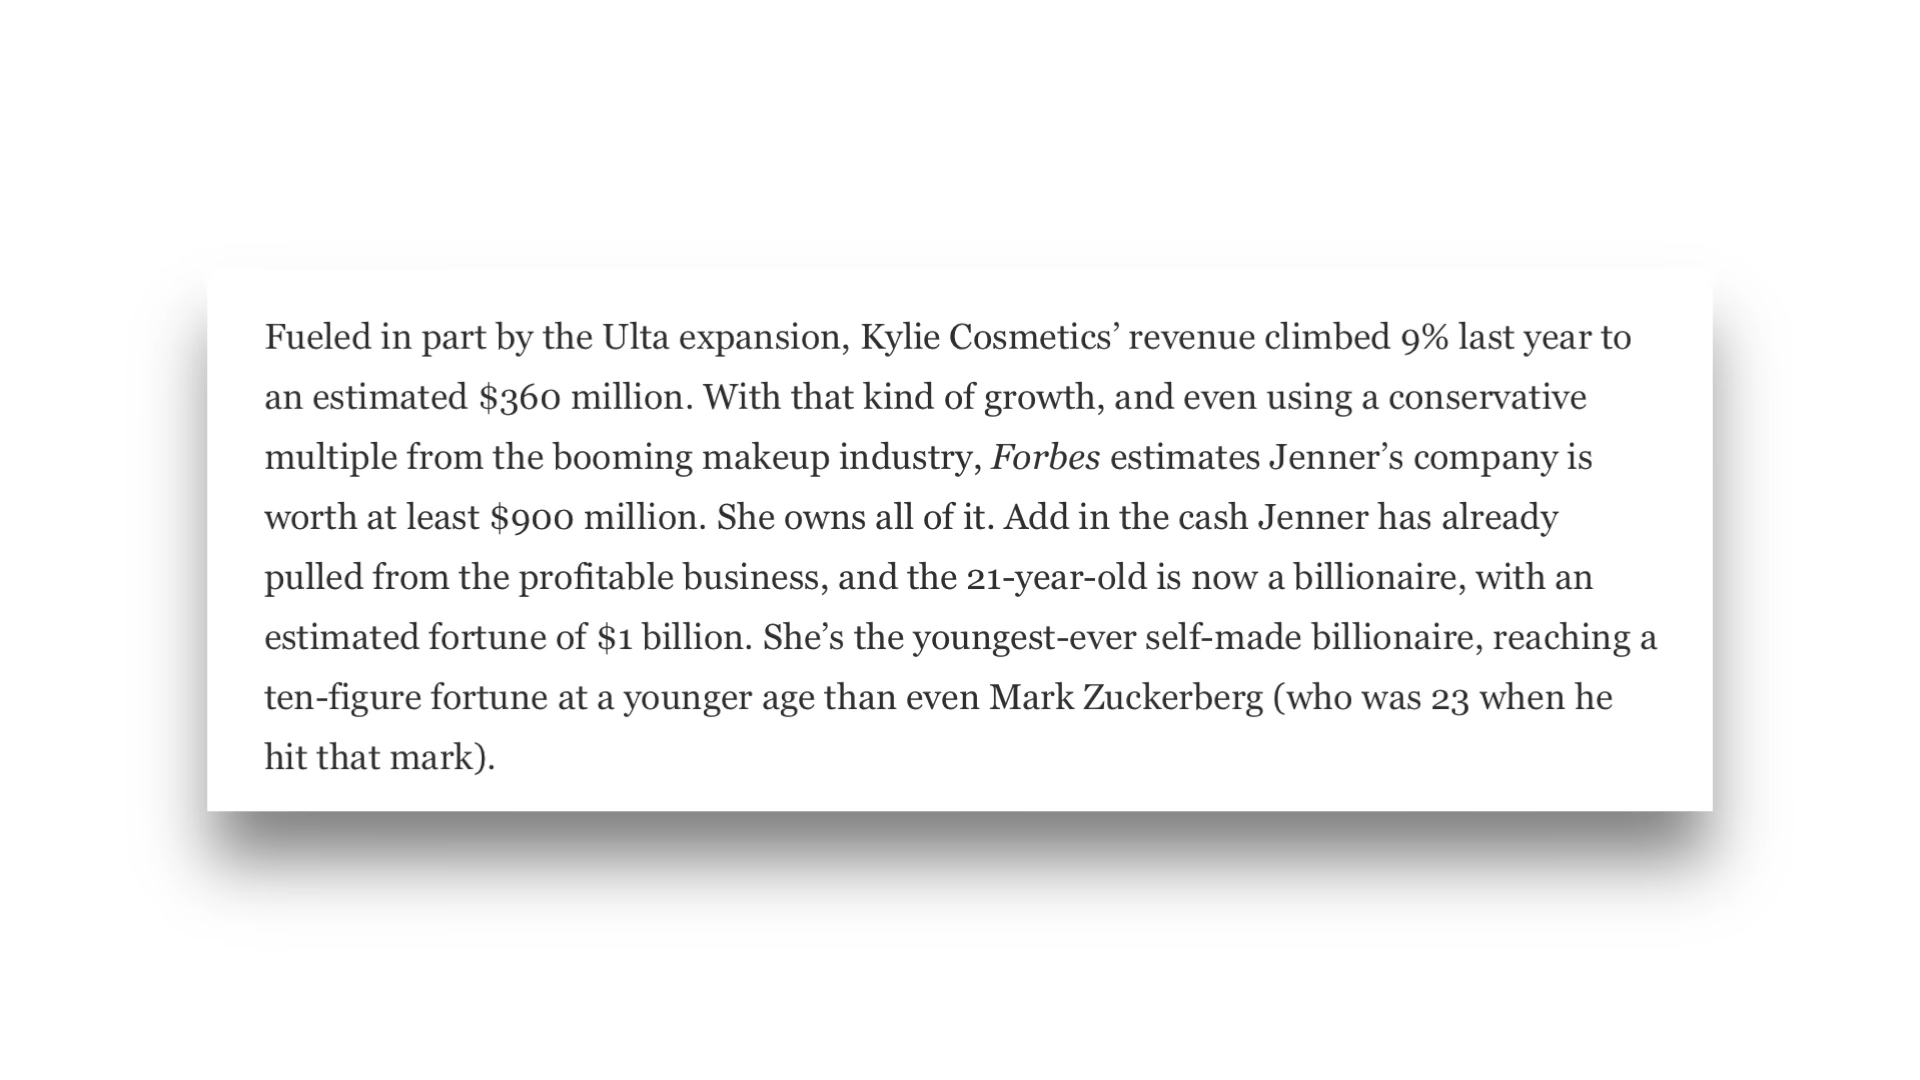 Fueled in part by the Ulta expansion, Kylie Cosmetics’ revenue climbed 9% last year to
an estimated $360 million. With that kind of growth, and even using a conservative
multiple from the booming makeup industry, Forbes estimates Jenner’s company is
worth at least $900 million. She owns all of it. Add in the cash Jenner has already
pulled from the profitable business, and the 21-year-old is now a billionaire, with an
estimated fortune of $1 billion. She’s the youngest-ever self-made billionaire, reaching a
ten-figure fortune at a younger age than even Mark Zuckerberg (who was 23 when he
hit that mark).